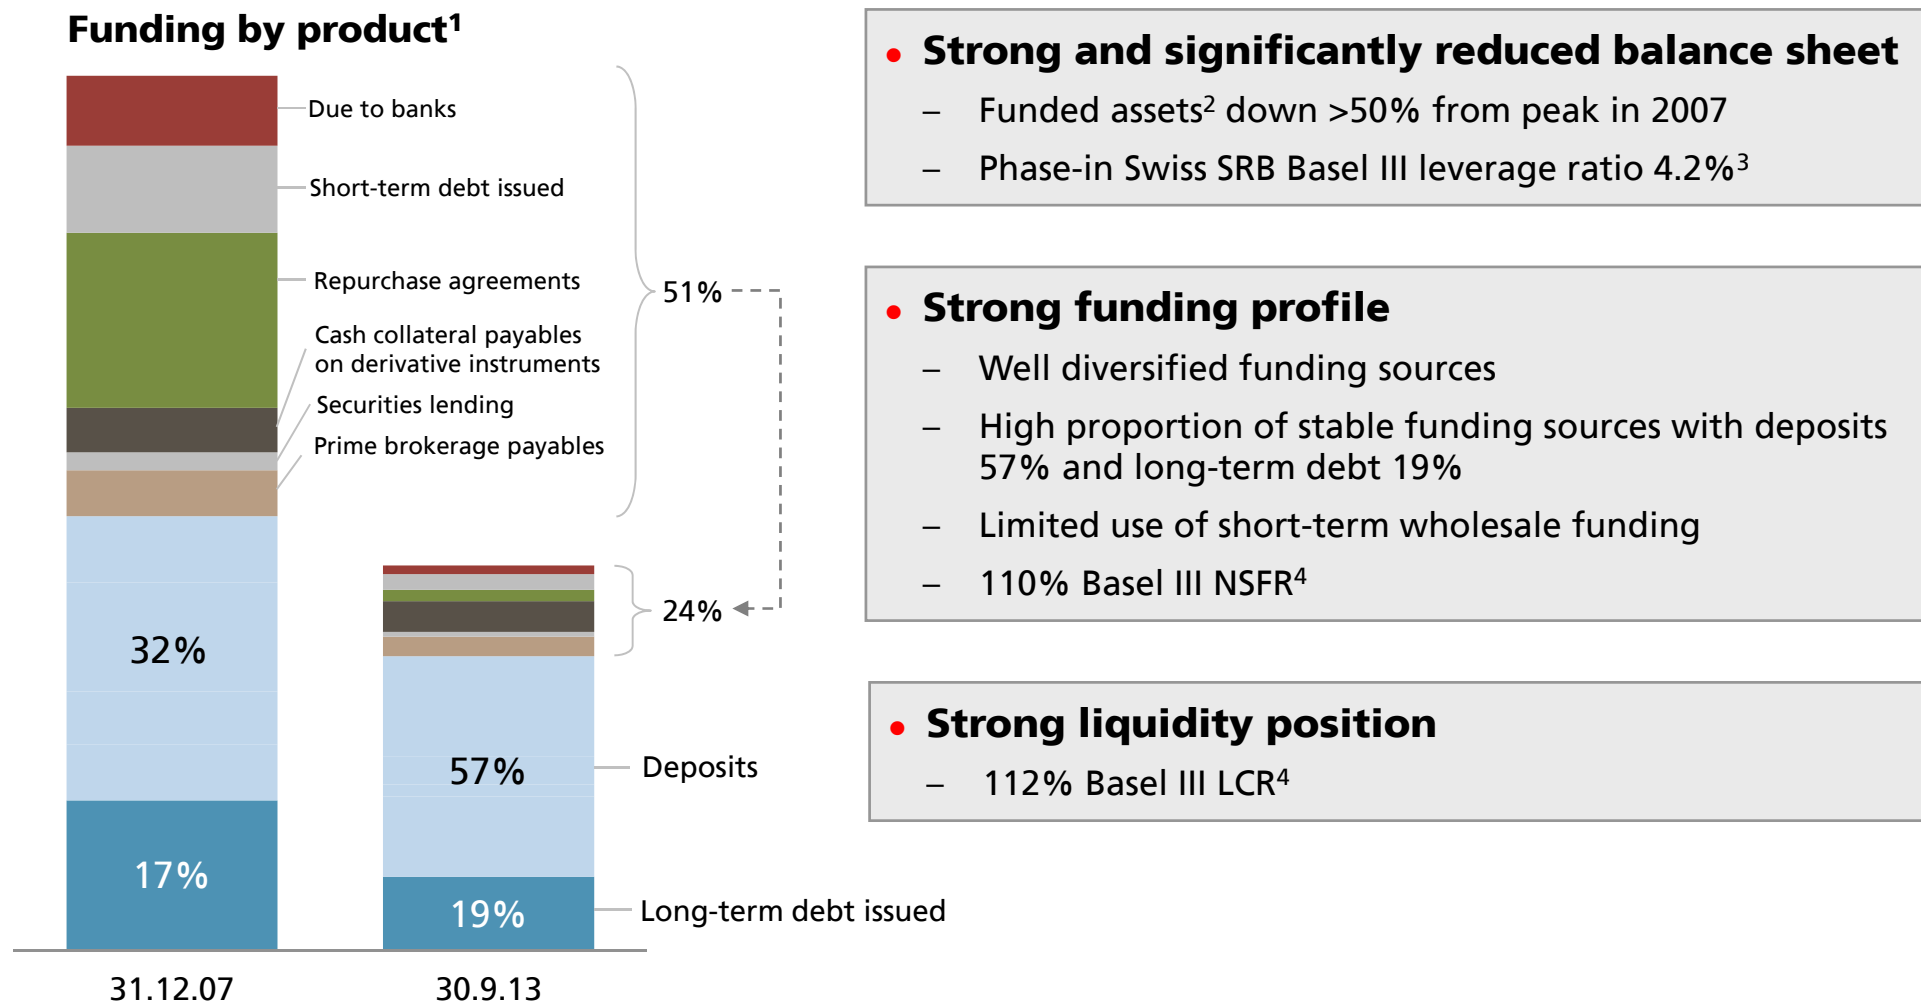 Funding by product¹
Due to banks
Short-term debt issued
Repurchase agreements
Cash collateral payables
on derivative instruments
Securities lending
Prime brokerage payables
51%
24%
32%
57%
Deposits
17%
19%
Long-term debt issued
31.12.07
30.9.13
• Strong and significantly reduced balance sheet
– Funded assets² down >50% from peak in 2007
– Phase-in Swiss SRB Basel III leverage ratio 4.2%³
• Strong funding profile
– Well diversified funding sources
– High proportion of stable funding sources with deposits
57% and long-term debt 19%
– Limited use of short-term wholesale funding
– 110% Basel III NSFR⁴
• Strong liquidity position
– 112% Basel III LCR⁴